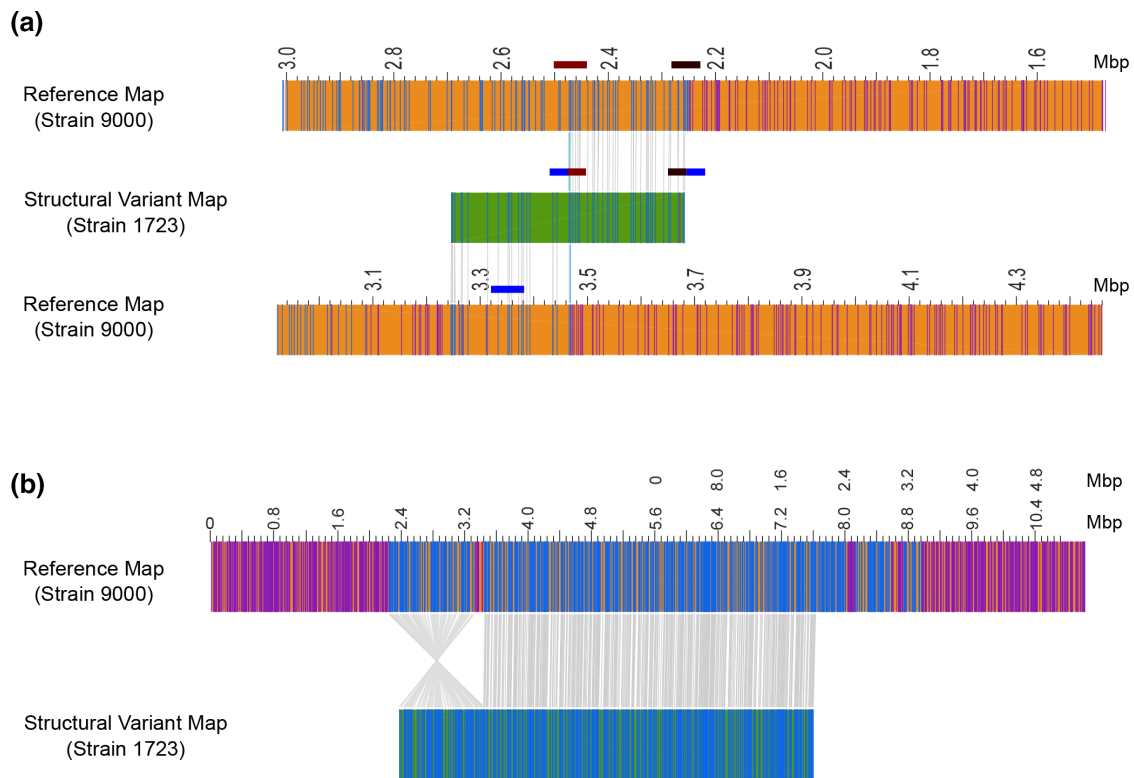 (a)
3.0 2.8 2.6 2.4 2.2 2.0 1.8 1.6 Mbp
Reference Map
(Strain 9000)
Structural Variant Map
(Strain 1723)
3.1 3.3 3.5 3.7 3.9 4.1 4.3 Mbp
Reference Map
(Strain 9000)
(b)
0 8.0 1.6 2.4 3.2 4.0 4.8 Mbp
0 0.8 1.6 2.4 3.2 4.0 4.8 5.6 6.4 7.2 8.0 8.8 9.6 10.4 Mbp
Reference Map
(Strain 9000)
Structural Variant Map
(Strain 1723)